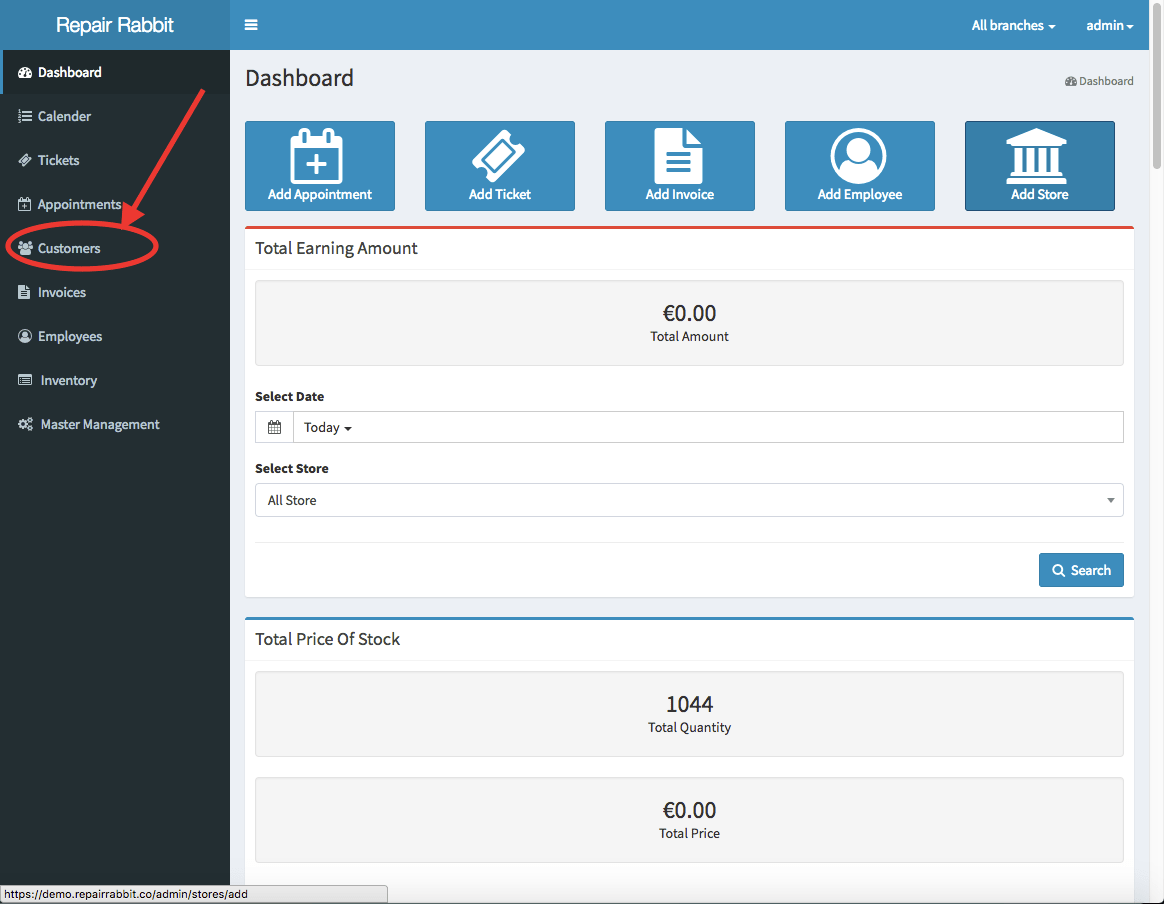 Repair Rabbit
All branches
admin
Dashboard
Calender
Tickets
Appointments
Customers
Invoices
Employees
Inventory
Master Management
Dashboard
Dashboard
Add Appointment
Add Ticket
Add Invoice
Add Employee
Add Store
Total Earning Amount
€0.00
Total Amount
Select Date
Today
Select Store
All Store
Search
Total Price Of Stock
1044
Total Quantity
€0.00
Total Price
https://demo.repairrabbit.co/admin/stores/add